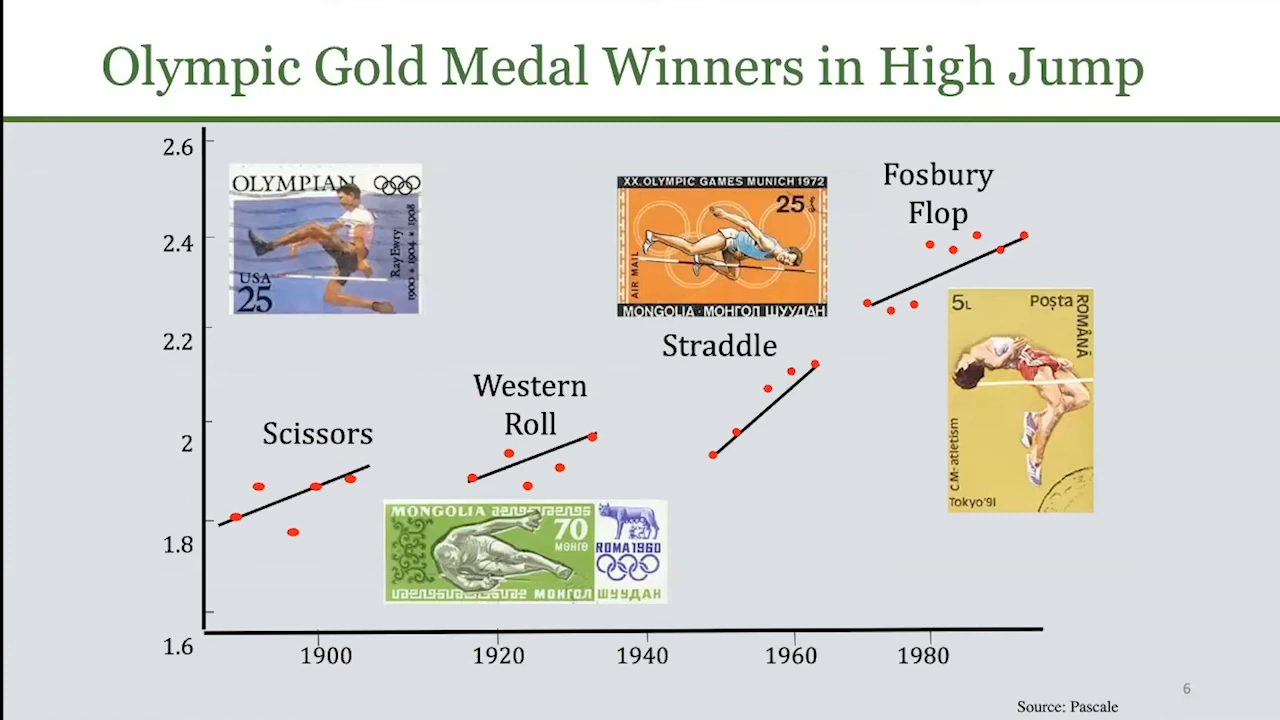 Olympic Gold Medal Winners in High Jump
2.6
2.4
2.2
2
1.8
1.6
1900
1920
1940
1960
1980
Scissors
Western
Roll
Straddle
Fosbury
Flop
OLYMPIAN
Ray Ewry
1900 * 1904 * 1908
USA
25
XX. OLYMPIC GAMES MUNICH 1972
25
AIR MAIL
MONGOLIA · МОНГОЛ ШУУДАН
MONGOLIA
70
МӨНГӨ
ROMA 1960
МОНГОЛ ШУУДАН
5L
Poșta
ROMÂNĂ
C.M-atletism
Tokyo'91
6
Source: Pascale